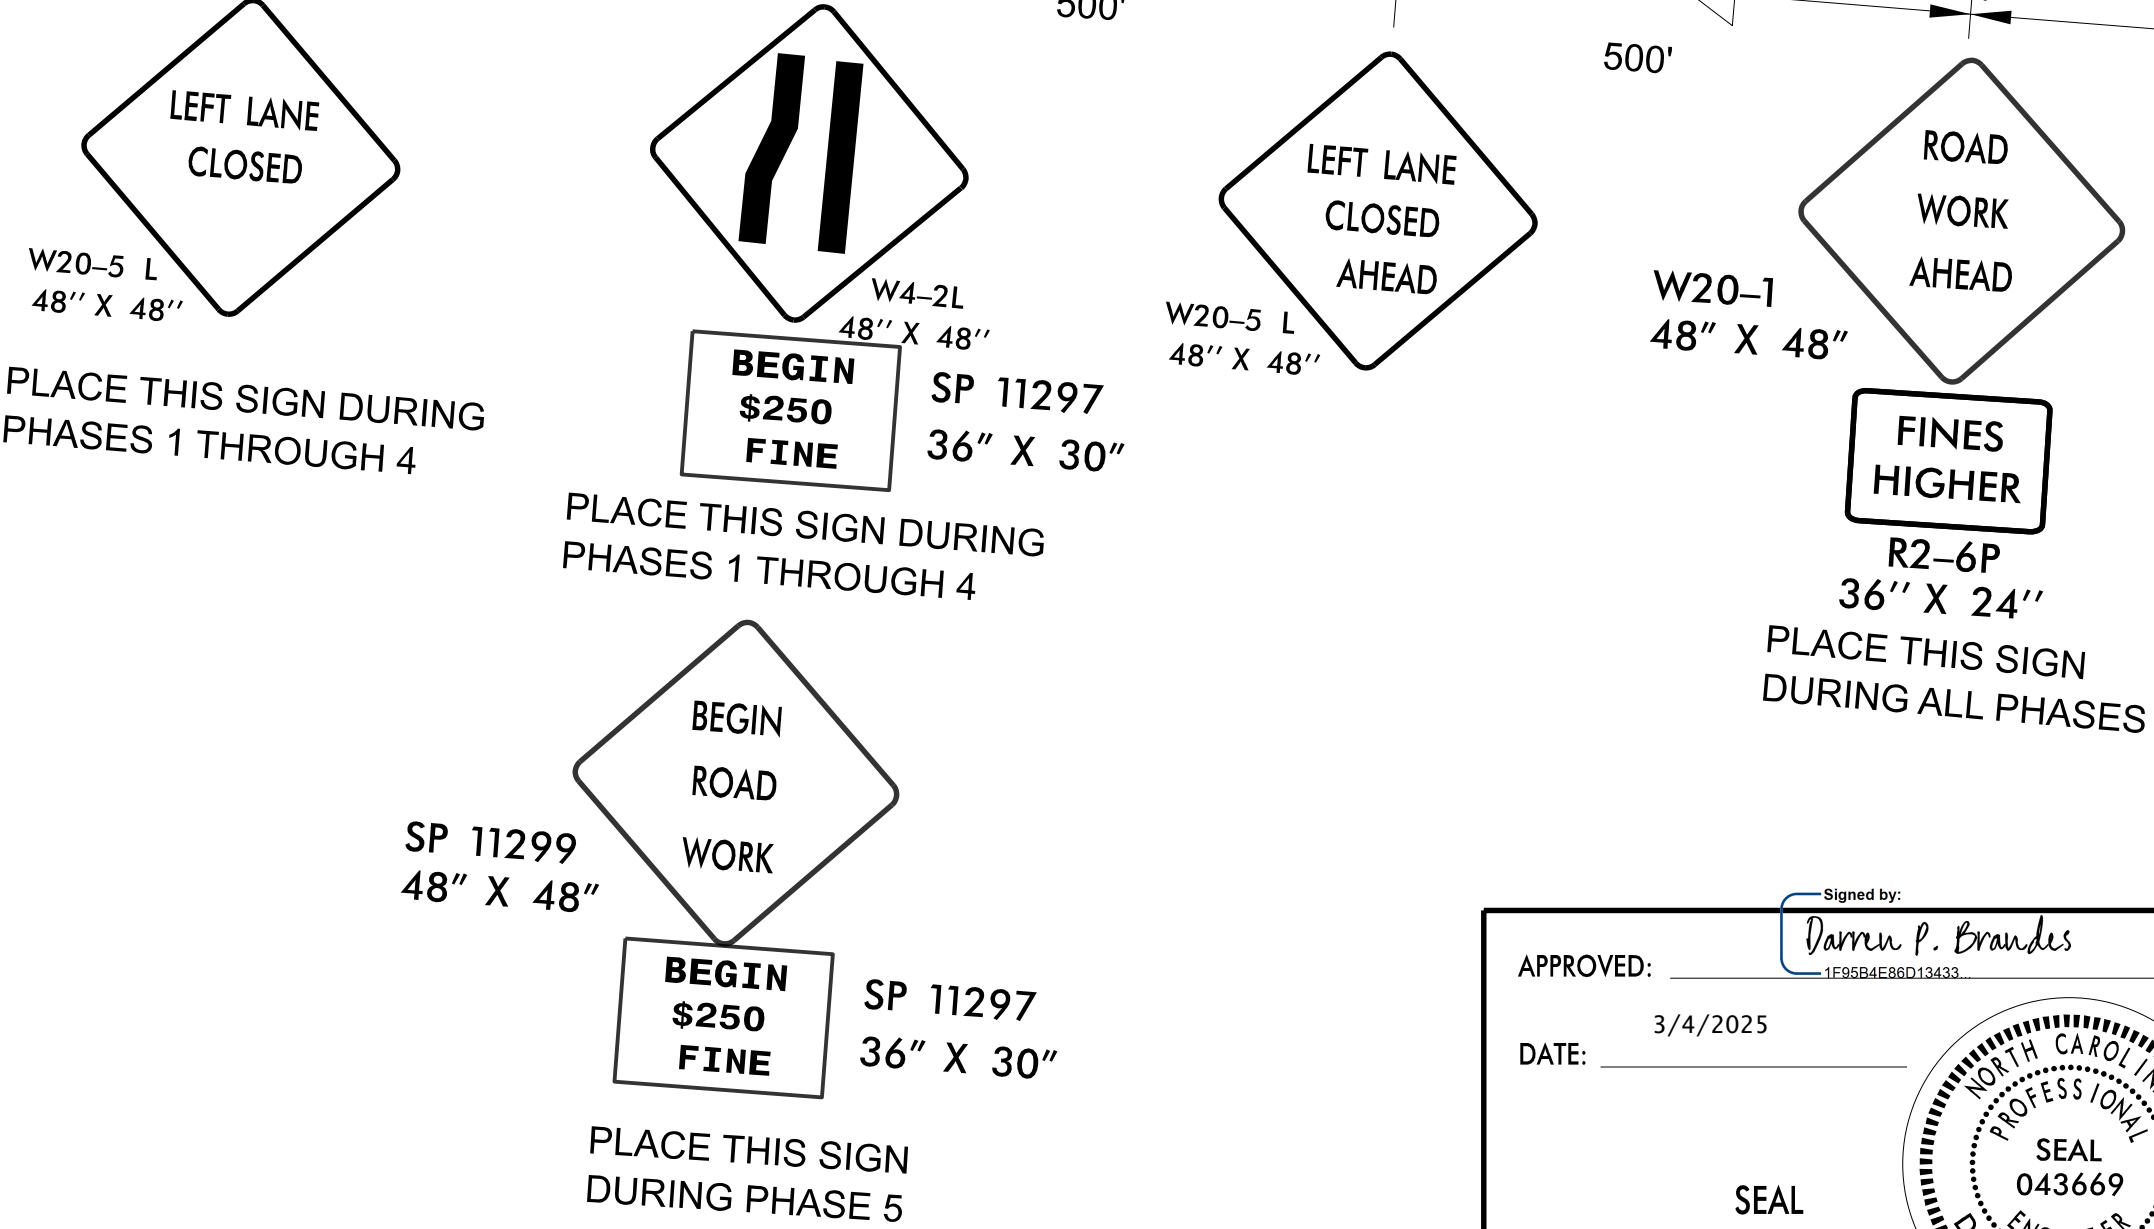 500'
500'
LEFT LANE
CLOSED
W20–5 L
48'' X 48''
PLACE THIS SIGN DURING
PHASES 1 THROUGH 4
W4–2L
48'' X 48''
BEGIN
$250
FINE
SP 11297
36" X 30"
PLACE THIS SIGN DURING
PHASES 1 THROUGH 4
LEFT LANE
CLOSED
AHEAD
W20–5 L
48'' X 48''
ROAD
WORK
AHEAD
W20–1
48" X 48"
FINES
HIGHER
R2–6P
36'' X 24''
PLACE THIS SIGN
DURING ALL PHASES
BEGIN
ROAD
WORK
SP 11299
48" X 48"
BEGIN
$250
FINE
SP 11297
36" X 30"
PLACE THIS SIGN
DURING PHASE 5
Signed by:
Darren P. Brandes
1F95B4E86D13433...
APPROVED:
DATE: 3/4/2025
SEAL
NORTH
PROFESSIONAL
SEAL
043669